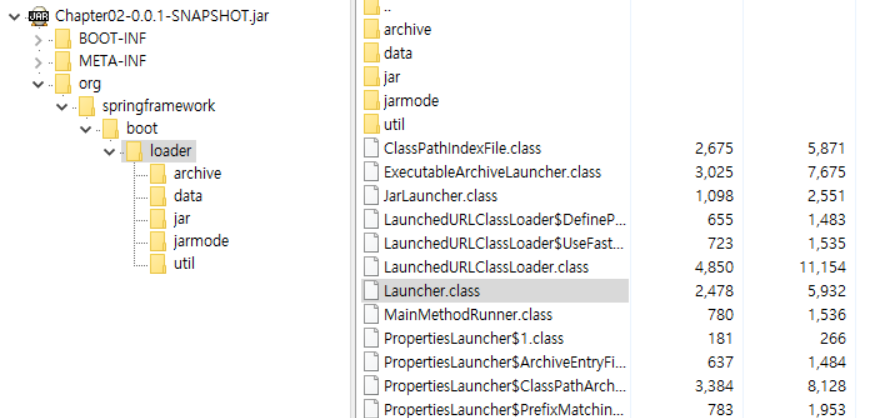 Chapter02-0.0.1-SNAPSHOT.jar
BOOT-INF
META-INF
org
springframework
boot
loader
archive
data
jar
jarmode
util
..
archive
data
jar
jarmode
util
ClassPathIndexFile.class 2,675 5,871
ExecutableArchiveLauncher.class 3,025 7,675
JarLauncher.class 1,098 2,551
LaunchedURLClassLoader$DefineP... 655 1,483
LaunchedURLClassLoader$UseFast... 723 1,535
LaunchedURLClassLoader.class 4,850 11,154
Launcher.class 2,478 5,932
MainMethodRunner.class 780 1,536
PropertiesLauncher$1.class 181 266
PropertiesLauncher$ArchiveEntryFi... 637 1,484
PropertiesLauncher$ClassPathArch... 3,384 8,128
PropertiesLauncher$PrefixMatchin... 783 1,953